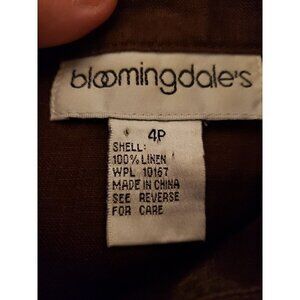 bloomingdale's
4P
SHELL:
100% LINEN
WPL 10167
MADE IN CHINA
SEE REVERSE
FOR CARE